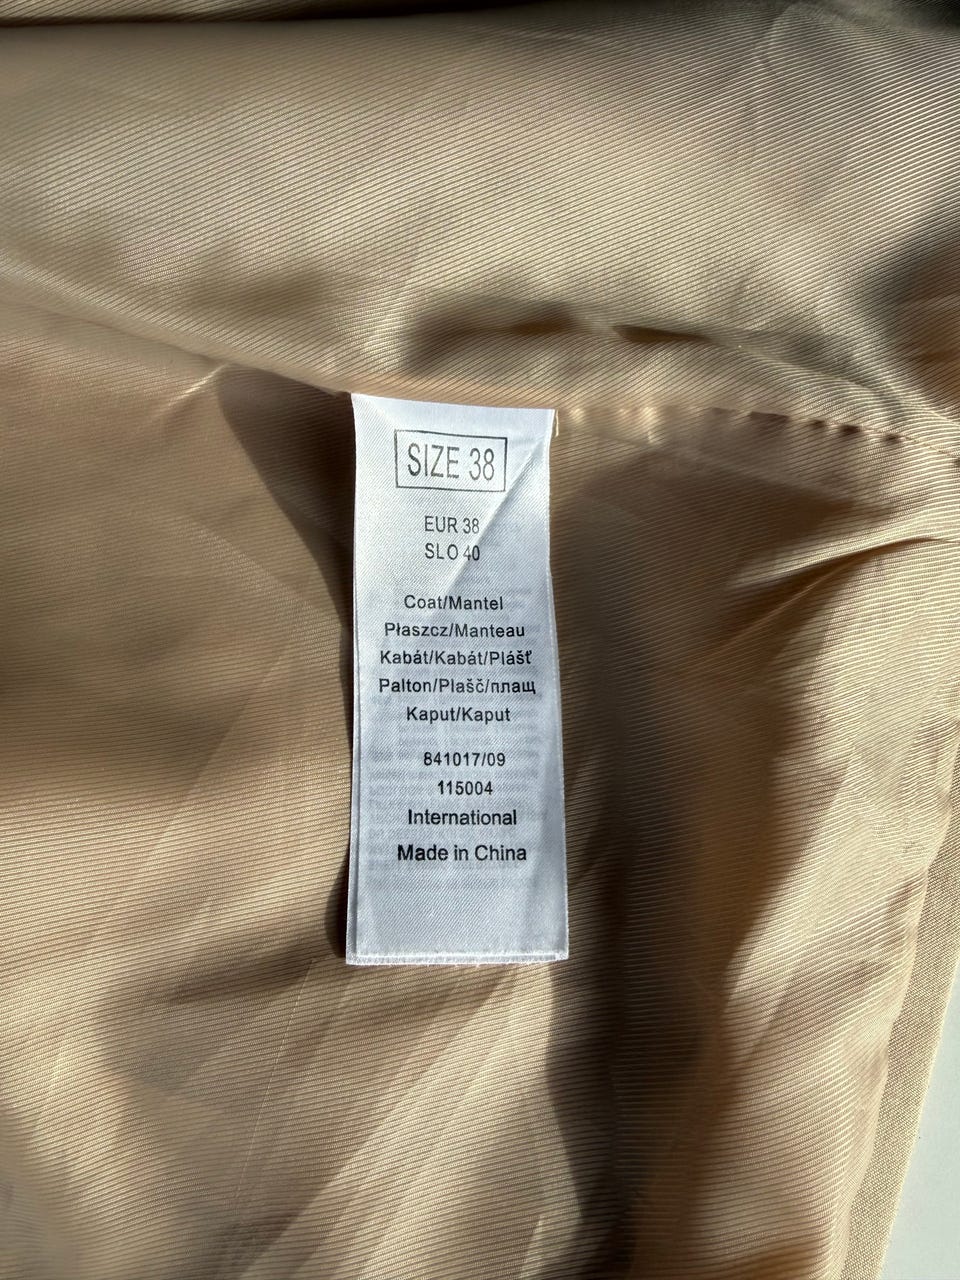 SIZE 38
EUR 38
SLO 40
Coat/Mantel
Płaszcz/Manteau
Kabát/Kabát/Plášť
Palton/Plašč/плащ
Kaput/Kaput
841017/09
115004
International
Made in China